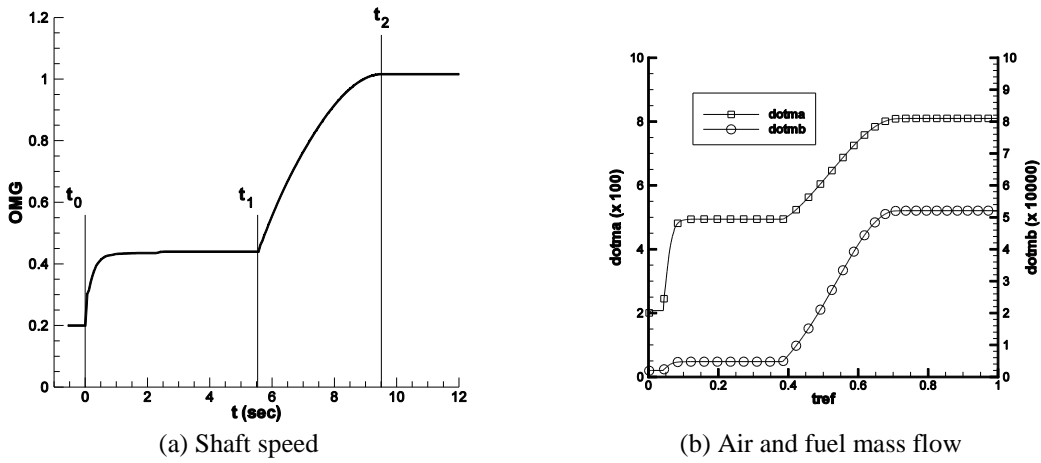 1.2
1
0.8
0.6
0.4
0.2
0
OMG
t0
t1
t2
0 2 4 6 8 10 12
t (sec)
(a) Shaft speed
10
8
6
4
2
0
dotma (x 100)
dotma
dotmb
10
9
8
7
6
5
4
3
2
1
0
dotmb (x 10000)
0 0.2 0.4 0.6 0.8 1
tref
(b) Air and fuel mass flow